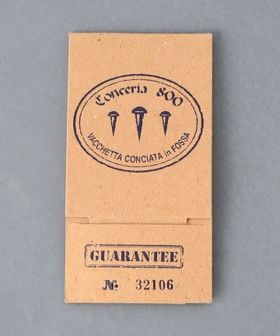 Conceria 800
VACCHETTA CONCIATA in FOSSA
GUARANTEE
№ 32106